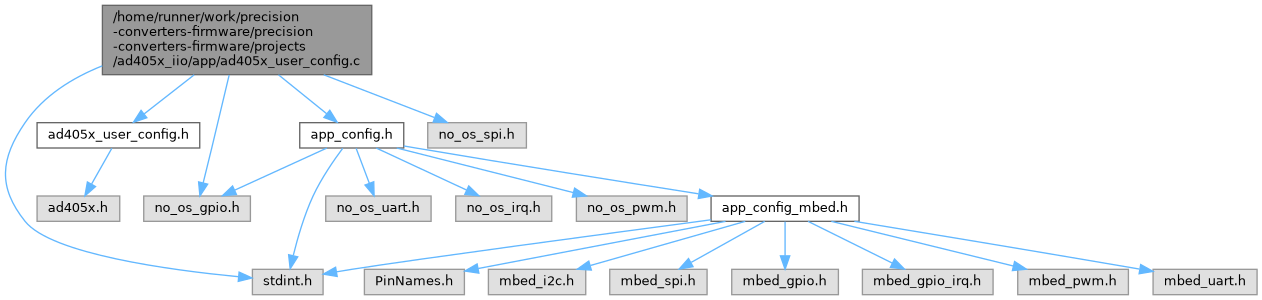 /home/runner/work/precision
-converters-firmware/precision
-converters-firmware/projects
/ad405x_iio/app/ad405x_user_config.c
ad405x_user_config.h
app_config.h
no_os_spi.h
ad405x.h
no_os_gpio.h
no_os_uart.h
no_os_irq.h
no_os_pwm.h
app_config_mbed.h
stdint.h
PinNames.h
mbed_i2c.h
mbed_spi.h
mbed_gpio.h
mbed_gpio_irq.h
mbed_pwm.h
mbed_uart.h